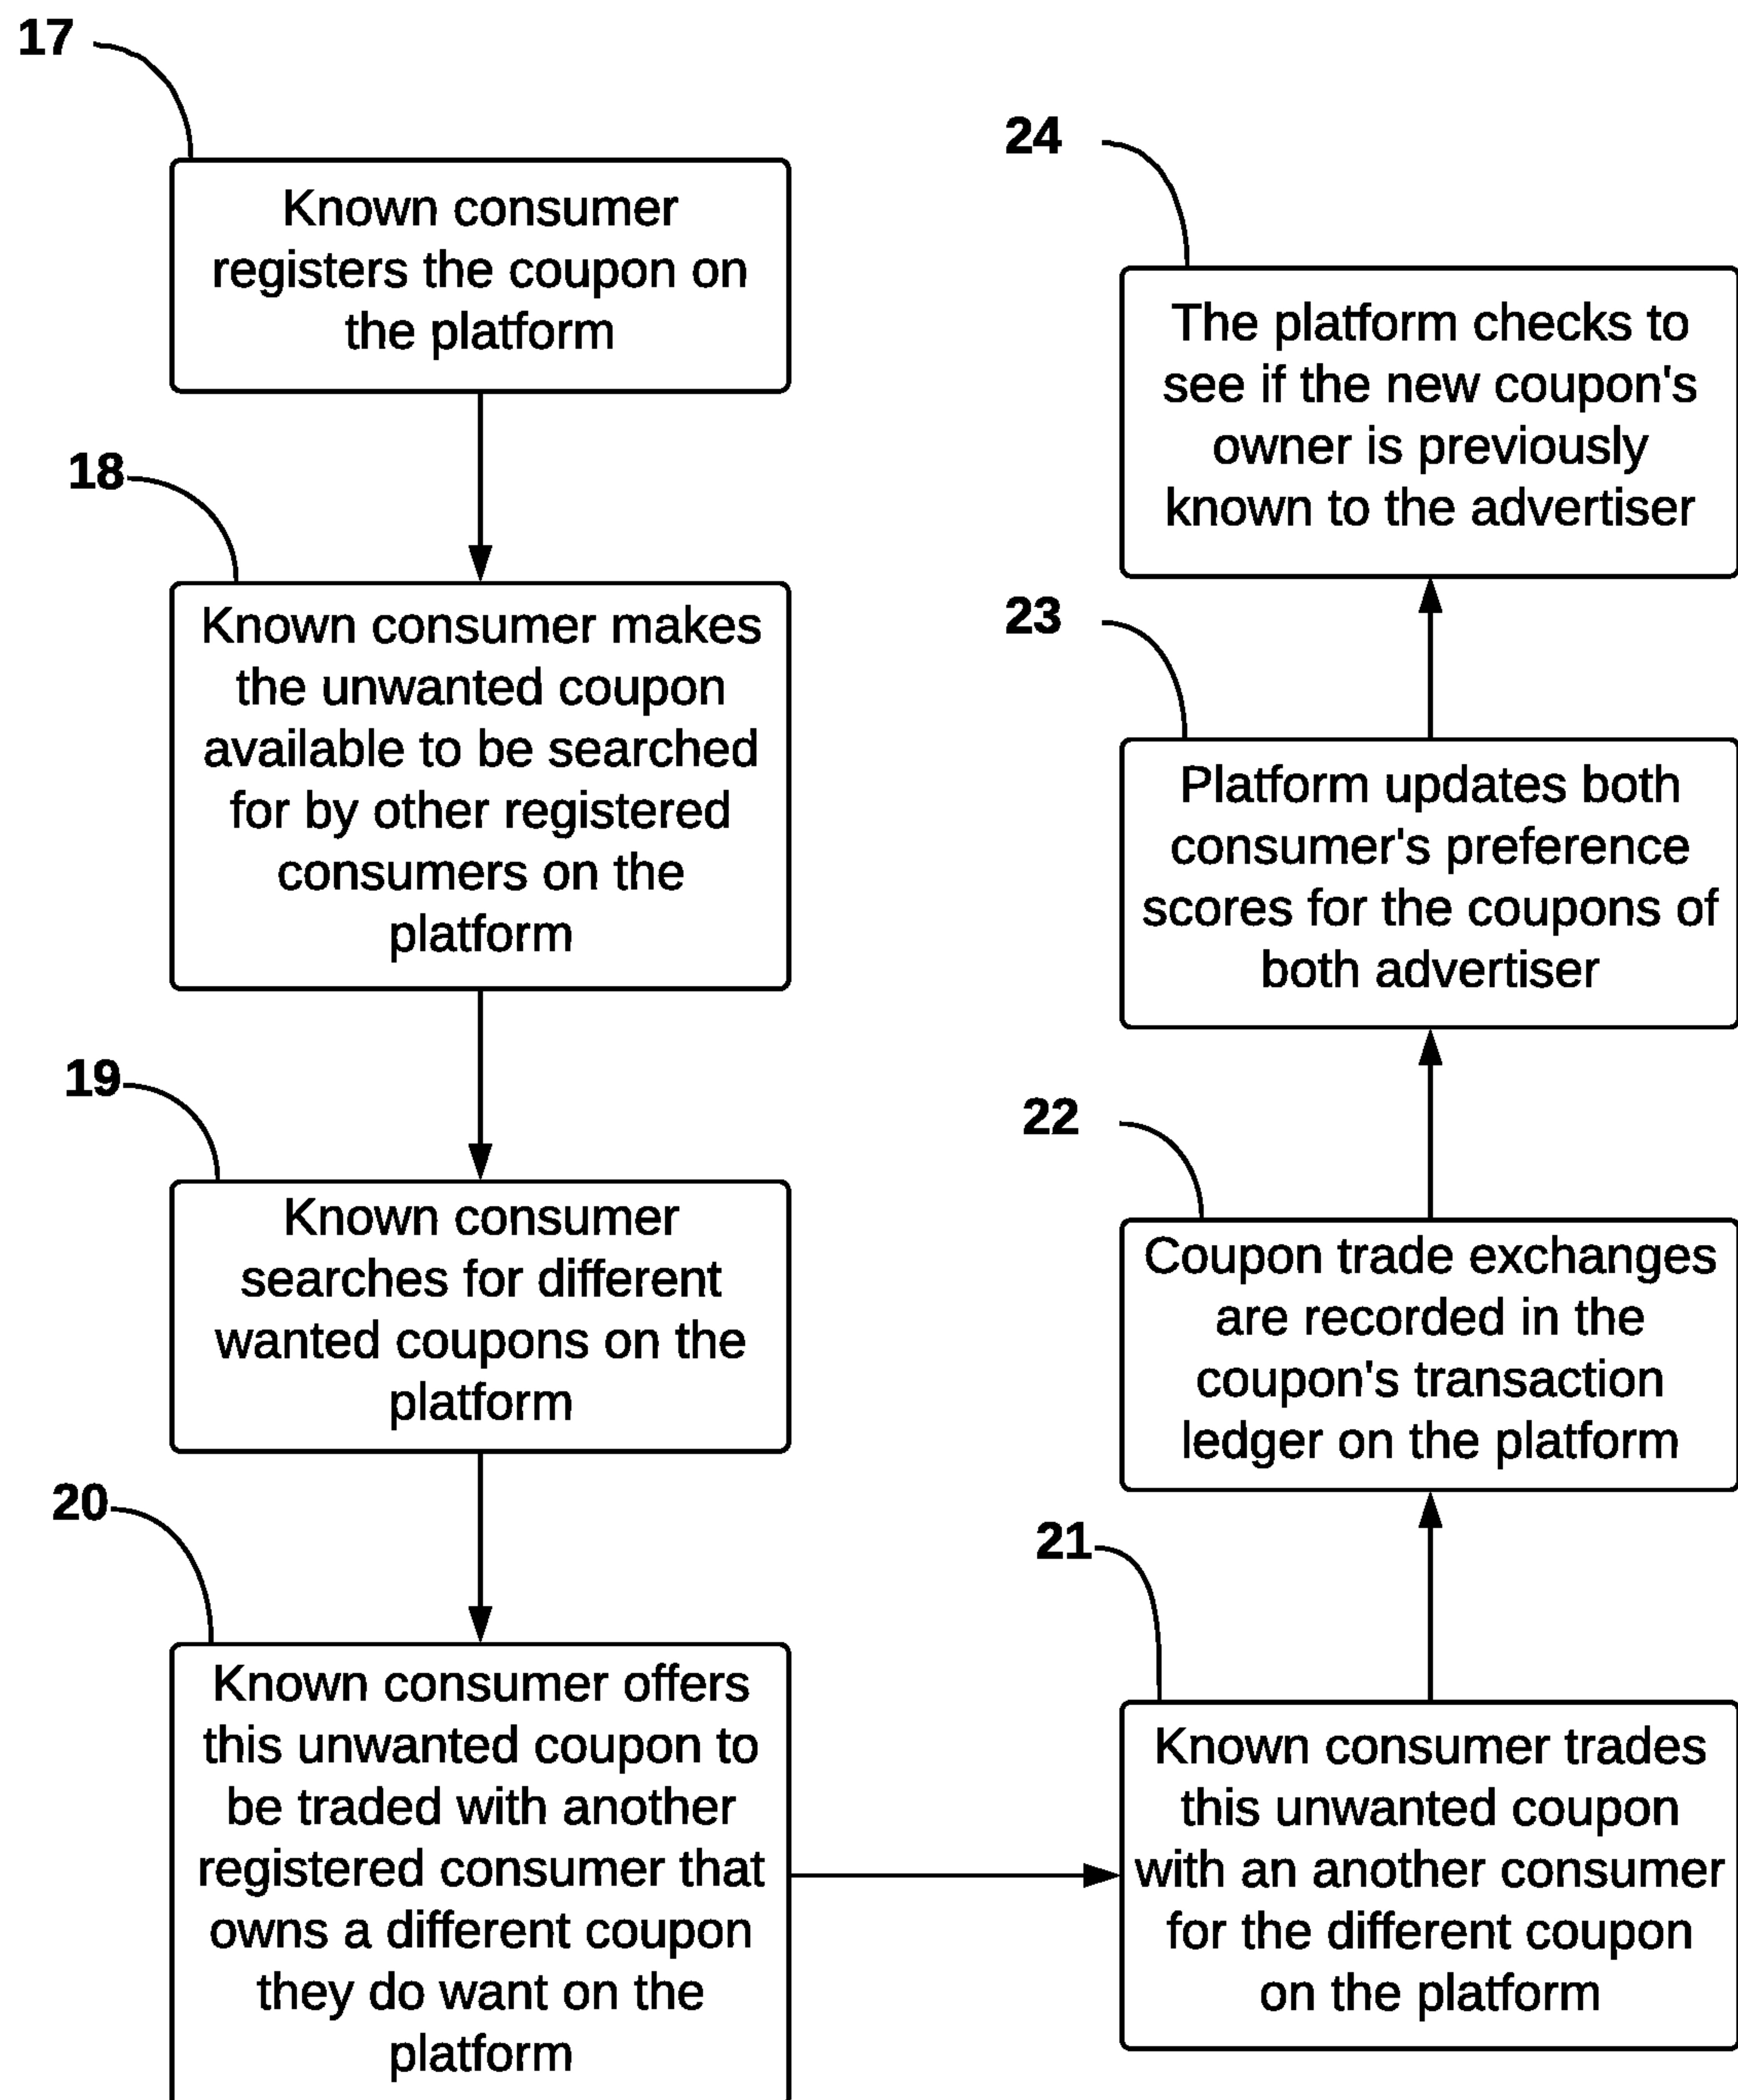 17
Known consumer
registers the coupon on
the platform
18
Known consumer makes
the unwanted coupon
available to be searched
for by other registered
consumers on the
platform
19
Known consumer
searches for different
wanted coupons on the
platform
20
Known consumer offers
this unwanted coupon to
be traded with another
registered consumer that
owns a different coupon
they do want on the
platform
21
Known consumer trades
this unwanted coupon
with an another consumer
for the different coupon
on the platform
22
Coupon trade exchanges
are recorded in the
coupon's transaction
ledger on the platform
23
Platform updates both
consumer's preference
scores for the coupons of
both advertiser
24
The platform checks to
see if the new coupon's
owner is previously
known to the advertiser